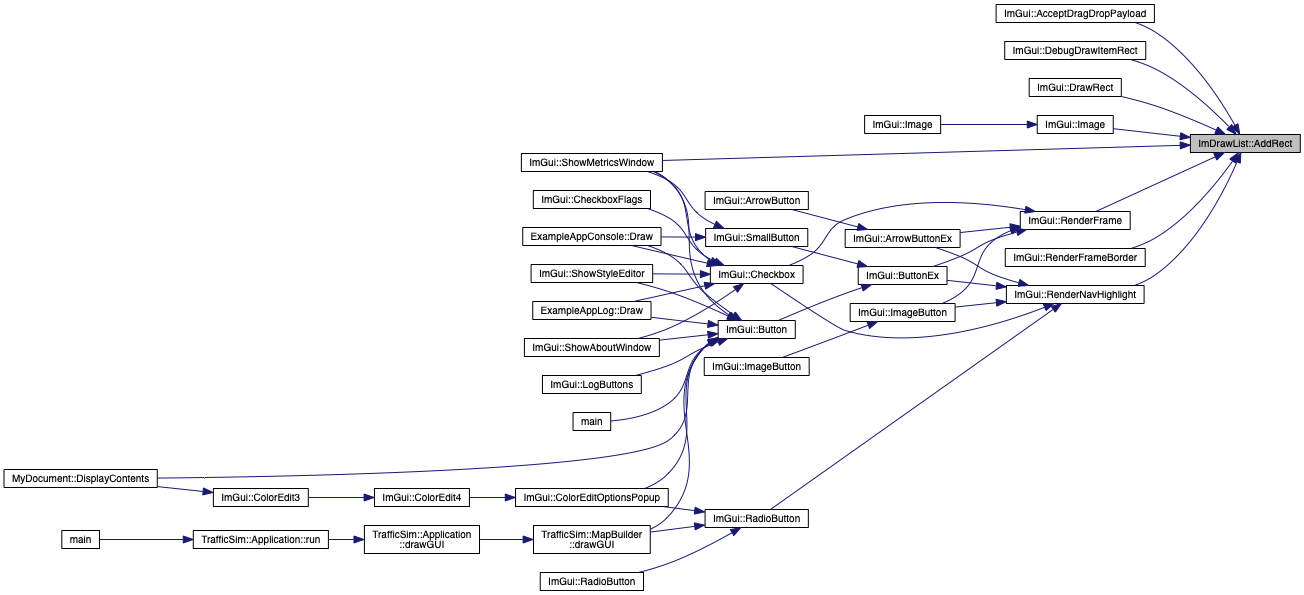 ImGui::AcceptDragDropPayload
ImGui::DebugDrawItemRect
ImGui::DrawRect
ImGui::Image
ImGui::Image
ImDrawList::AddRect
ImGui::ShowMetricsWindow
ImGui::CheckboxFlags
ImGui::ArrowButton
ImGui::RenderFrame
ExampleAppConsole::Draw
ImGui::SmallButton
ImGui::ArrowButtonEx
ImGui::RenderFrameBorder
ImGui::ShowStyleEditor
ImGui::Checkbox
ImGui::ButtonEx
ImGui::RenderNavHighlight
ExampleAppLog::Draw
ImGui::ImageButton
ImGui::Button
ImGui::ShowAboutWindow
ImGui::ImageButton
ImGui::LogButtons
main
MyDocument::DisplayContents
ImGui::ColorEdit3
ImGui::ColorEdit4
ImGui::ColorEditOptionsPopup
ImGui::RadioButton
main
TrafficSim::Application::run
TrafficSim::Application
::drawGUI
TrafficSim::MapBuilder
::drawGUI
ImGui::RadioButton